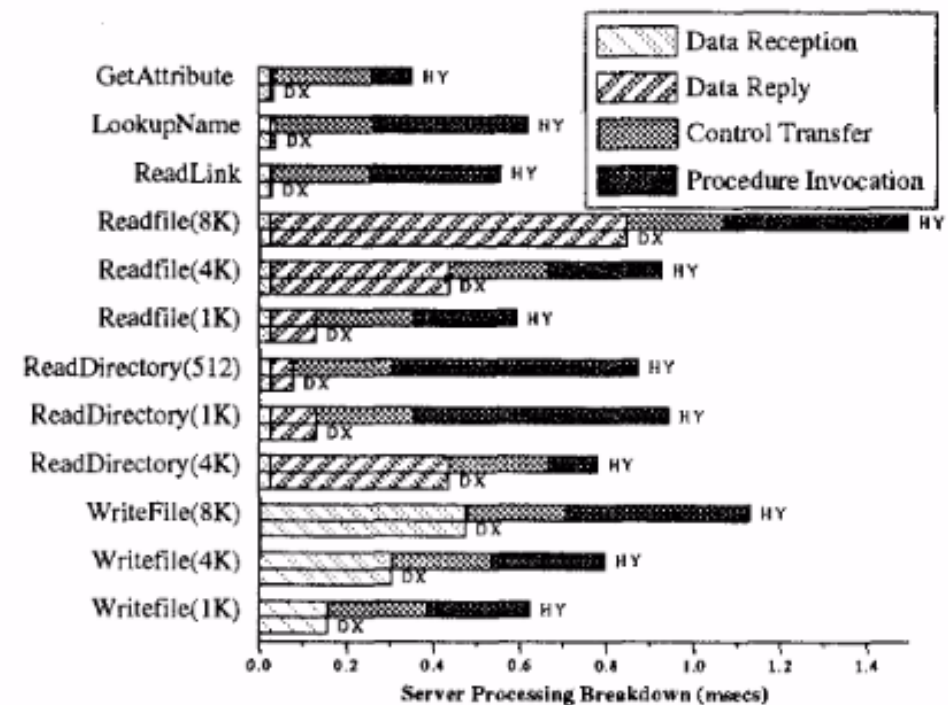 Data Reception
Data Reply
Control Transfer
Procedure Invocation
GetAttribute HY
DX
LookupName HY
DX
ReadLink HY
DX
Readfile(8K) HY
DX
Readfile(4K) HY
DX
Readfile(1K) HY
DX
ReadDirectory(512) HY
DX
ReadDirectory(1K) HY
DX
ReadDirectory(4K) HY
DX
WriteFile(8K) HY
DX
Writefile(4K) HY
DX
Writefile(1K) HY
DX
0.0 0.2 0.4 0.6 0.8 1.0 1.2 1.4
Server Processing Breakdown (msecs)